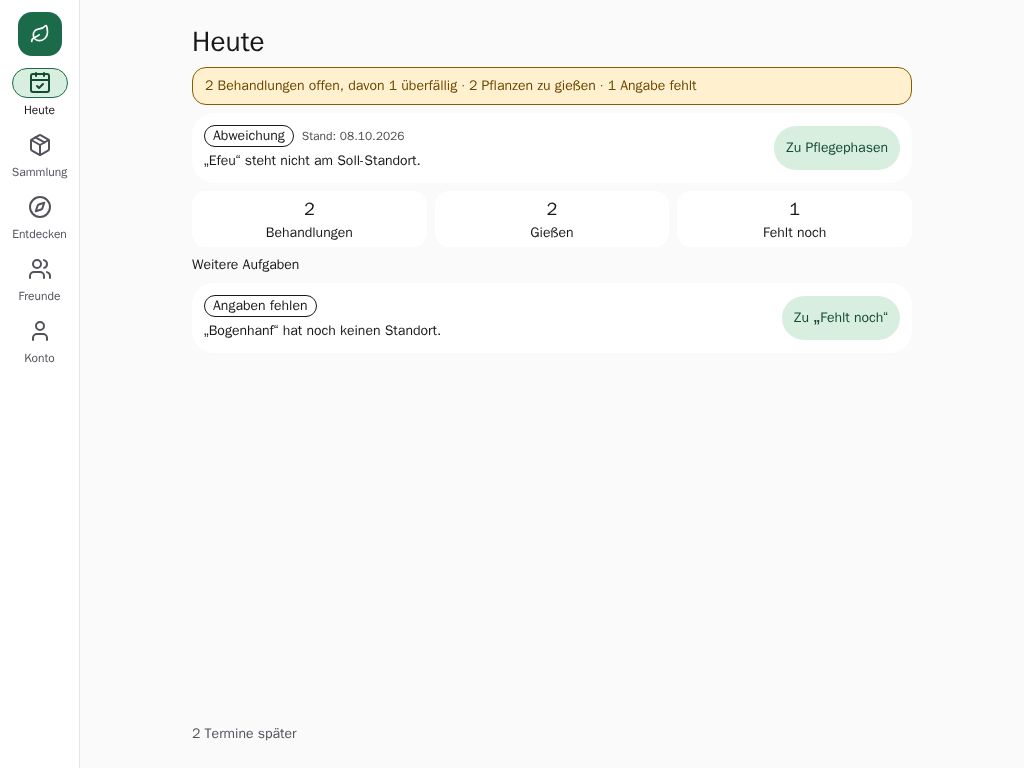 Heute
Heute
Sammlung
Entdecken
Freunde
Konto
2 Behandlungen offen, davon 1 überfällig · 2 Pflanzen zu gießen · 1 Angabe fehlt
Abweichung Stand: 08.10.2026
„Efeu“ steht nicht am Soll-Standort.
Zu Pflegephasen
2
Behandlungen
2
Gießen
1
Fehlt noch
Weitere Aufgaben
Angaben fehlen
„Bogenhanf“ hat noch keinen Standort.
Zu „Fehlt noch“
2 Termine später